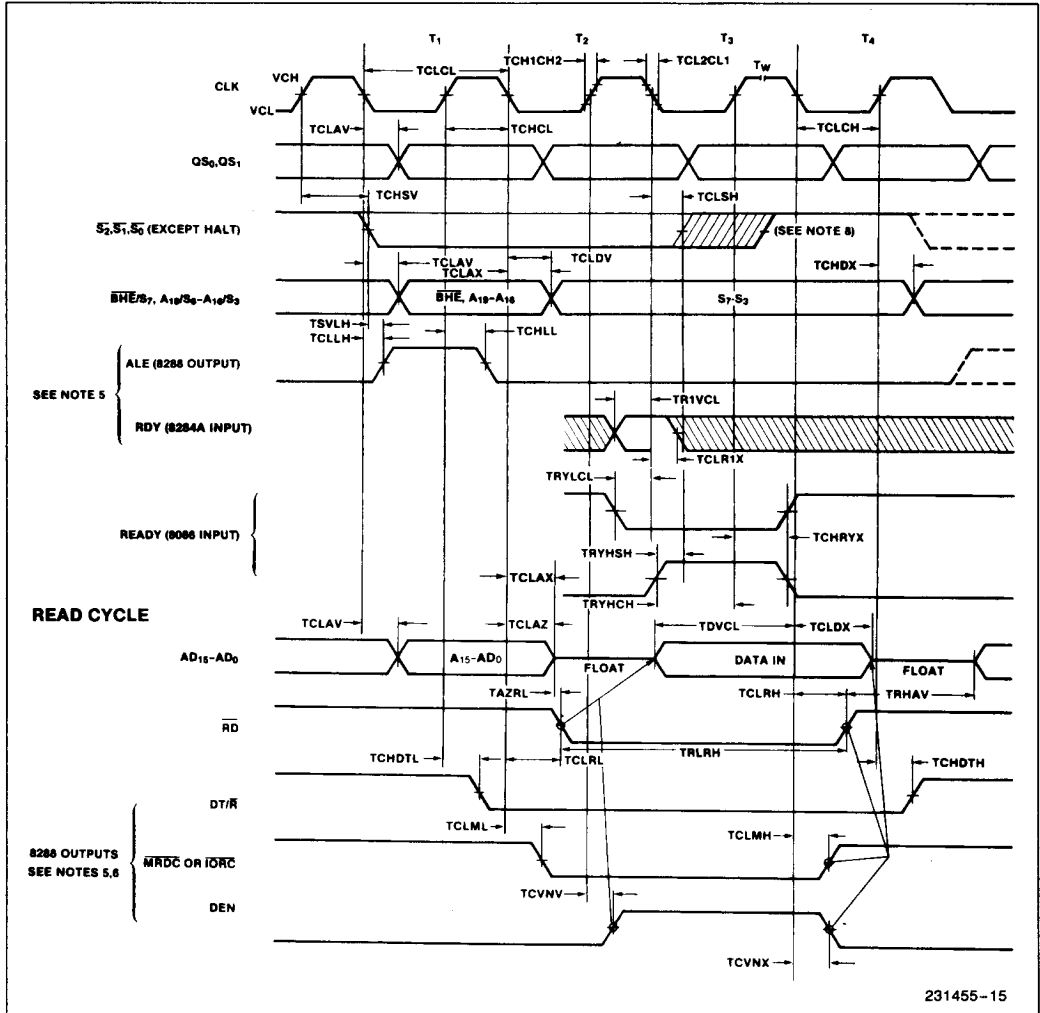 T1 T2 T3 T4
TCH1CH2 TCL2CL1
TCLCL TW
VCH
CLK
VCL
TCLAV TCHCL TCLCH
QS0,QS1
TCHSV TCLSH
S2,S1,S0 (EXCEPT HALT) (SEE NOTE 8)
TCLAV TCLDV
TCLAX TCHDX
BHE/S7, A19/S6–A16/S3 BHE, A19–A16 S7-S3
TSVLH
TCLLH TCHLL
ALE (8288 OUTPUT)
SEE NOTE 5
TR1VCL
RDY (8284A INPUT)
TCLR1X
TRYLCL
READY (8086 INPUT)
TCHRYX
TRYHSH
TCLAX
TRYHCH
READ CYCLE
TCLAV TCLAZ TDVCL TCLDX
AD15–AD0 A15–AD0 FLOAT DATA IN FLOAT
TAZRL TCLRH TRHAV
RD
TRLRH
TCHDTL TCLRL TCHDTH
DT/R
TCLML TCLMH
8288 OUTPUTS
SEE NOTES 5,6
MRDC OR IORC
TCVNV
DEN
TCVNX
231455–15